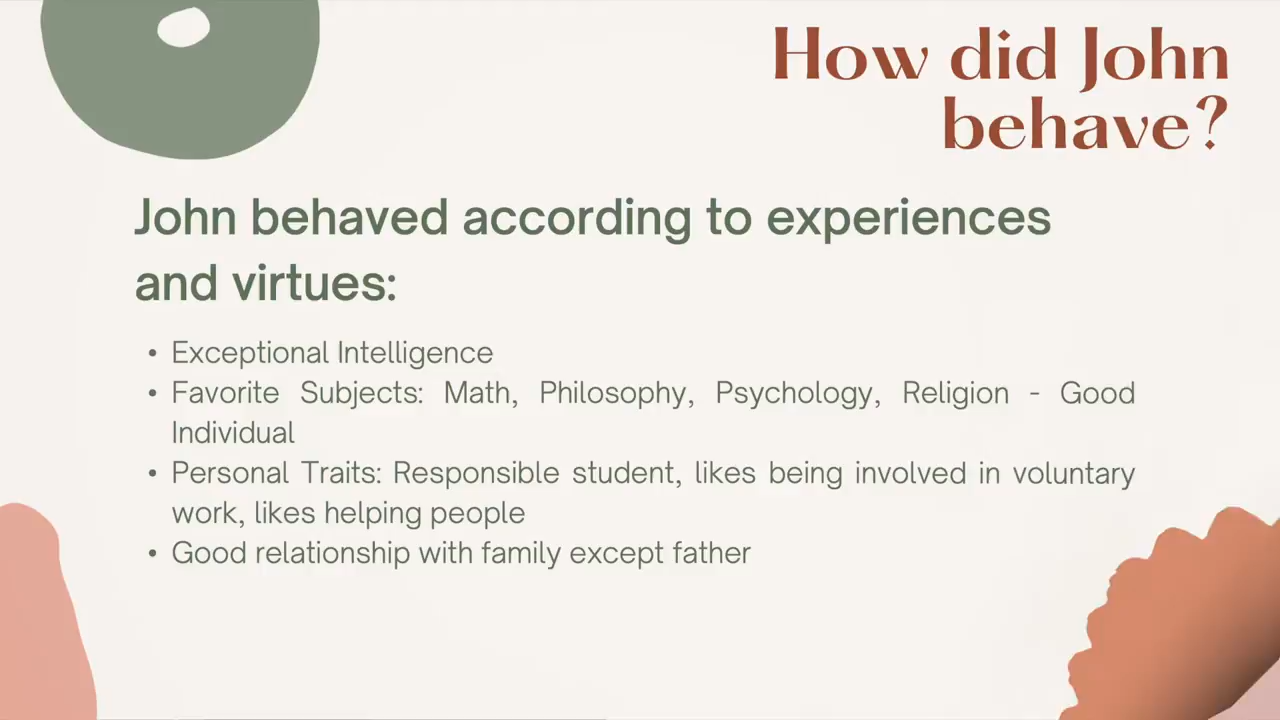 How did John
behave?
John behaved according to experiences
and virtues:
• Exceptional Intelligence
• Favorite Subjects: Math, Philosophy, Psychology, Religion - Good
Individual
• Personal Traits: Responsible student, likes being involved in voluntary
work, likes helping people
• Good relationship with family except father